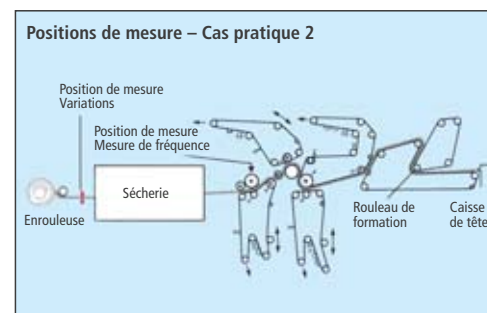 Positions de mesure – Cas pratique 2
Position de mesure
Variations
Position de mesure
Mesure de fréquence
Sécherie
Enrouleuse
Rouleau de
formation
Caisse
de tête